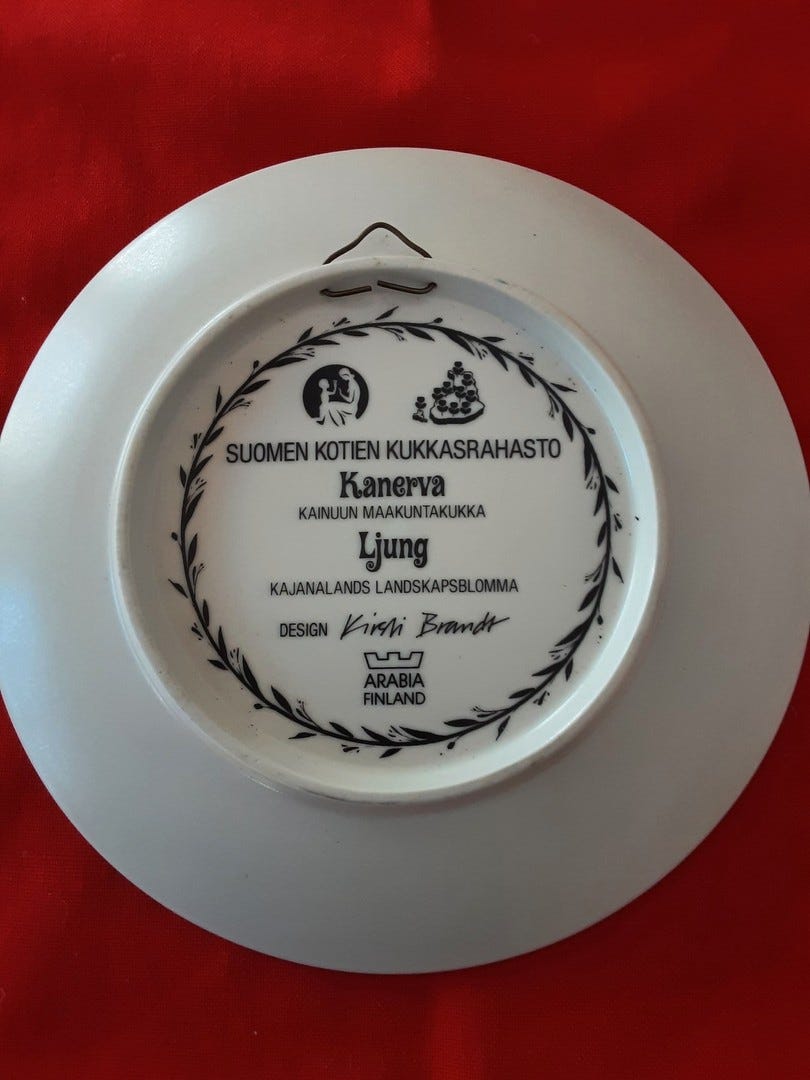 SUOMEN KOTIEN KUKKASRAHASTO
Kanerva
KAINUUN MAAKUNTAKUKKA
Ljung
KAJANALANDS LANDSKAPSBLOMMA
DESIGN Kirsti Brandt
ARABIA
FINLAND